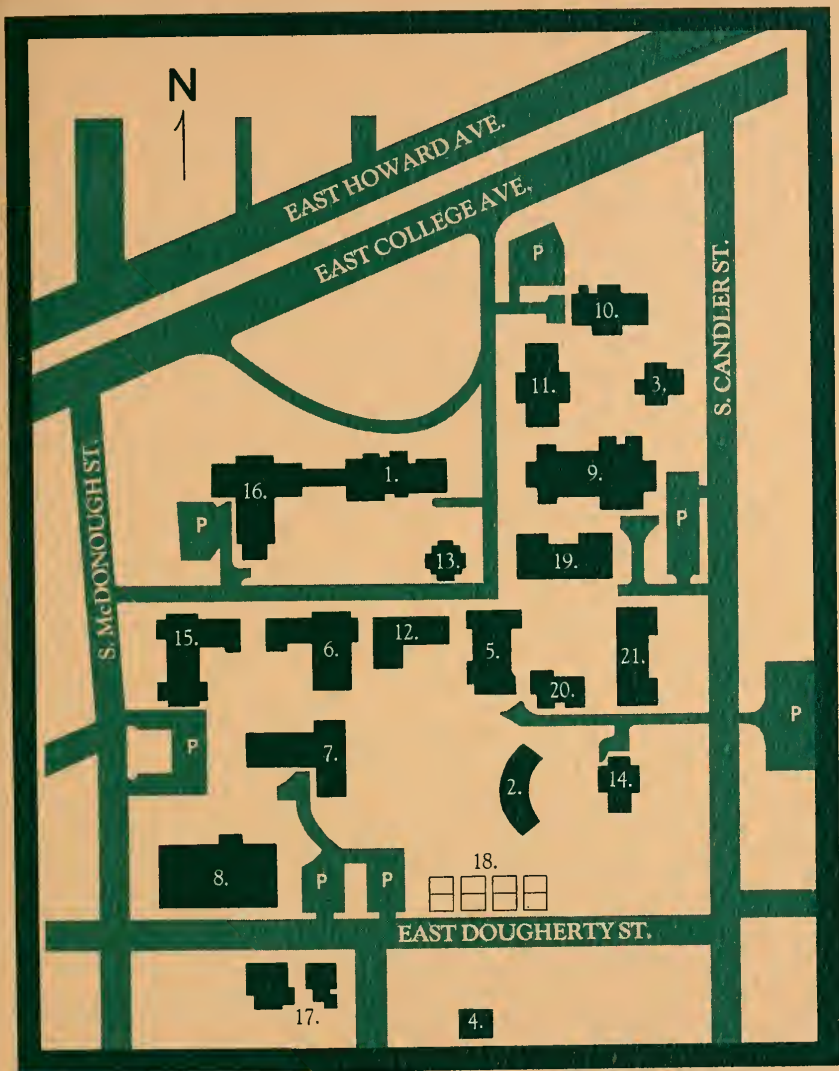 N
EAST HOWARD AVE.
EAST COLLEGE AVE.
P
10.
S. CANDLER ST.
11.
3.
S. McDONOUGH ST.
16.
1.
9.
P
P
13.
19.
15.
6.
12.
5.
21.
20.
P
P
7.
2.
14.
8.
P
P
18.
EAST DOUGHERTY ST.
17.
4.